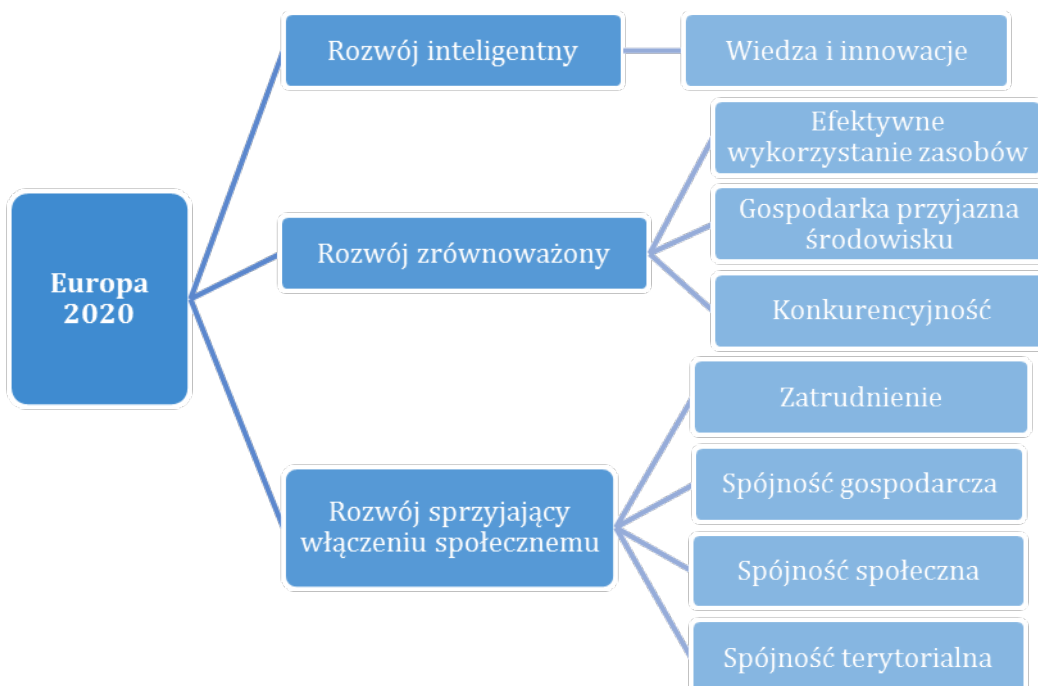 Europa
2020
Rozwój inteligentny
Wiedza i innowacje
Rozwój zrównoważony
Efektywne
wykorzystanie zasobów
Gospodarka przyjazna
środowisku
Konkurencyjność
Rozwój sprzyjający
włączeniu społecznemu
Zatrudnienie
Spójność gospodarcza
Spójność społeczna
Spójność terytorialna